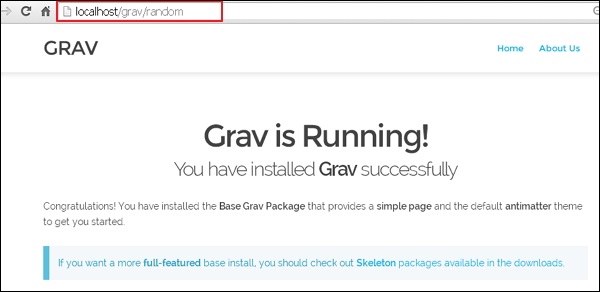 localhost/grav/random
GRAV
Home About Us
Grav is Running!
You have installed Grav successfully
Congratulations! You have installed the Base Grav Package that provides a simple page and the default antimatter theme
to get you started.
If you want a more full-featured base install, you should check out Skeleton packages available in the downloads.